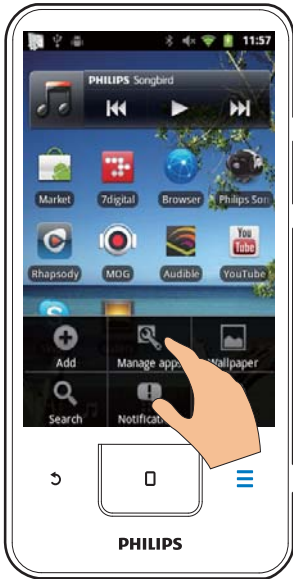 11:57
PHILIPS Songbird
Market 7digital Browser Philips Son
You
Tube
Rhapsody MOG Audible YouTube
Add Manage apps Wallpaper
Search Notificati
PHILIPS